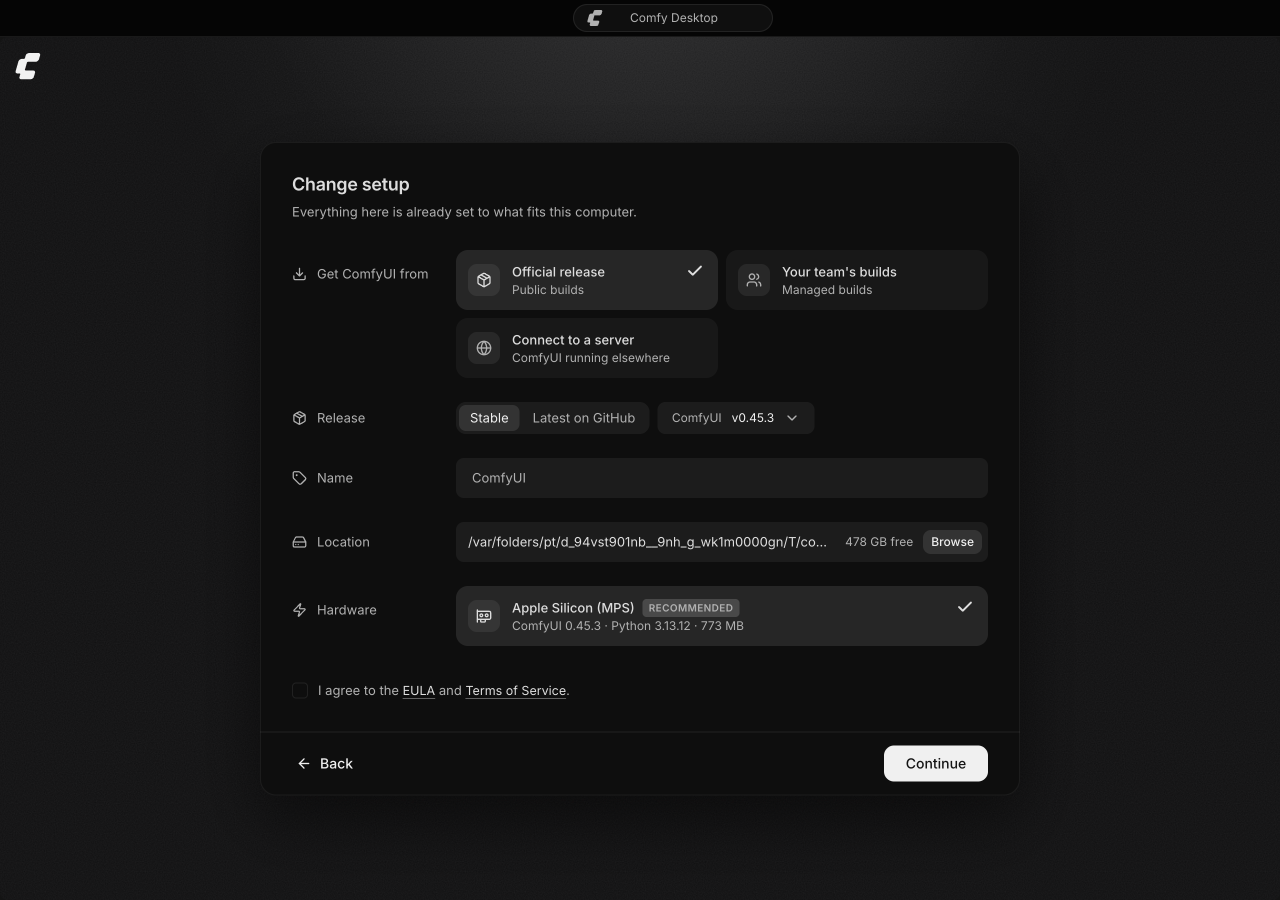 Comfy Desktop
Change setup
Everything here is already set to what fits this computer.
Get ComfyUI from
Official release
Public builds
Your team's builds
Managed builds
Connect to a server
ComfyUI running elsewhere
Release
Stable
Latest on GitHub
ComfyUI v0.45.3
Name
ComfyUI
Location
/var/folders/pt/d_94vst901nb__9nh_g_wk1m0000gn/T/co...
478 GB free
Browse
Hardware
Apple Silicon (MPS) RECOMMENDED
ComfyUI 0.45.3 · Python 3.13.12 · 773 MB
I agree to the EULA and Terms of Service.
Back
Continue